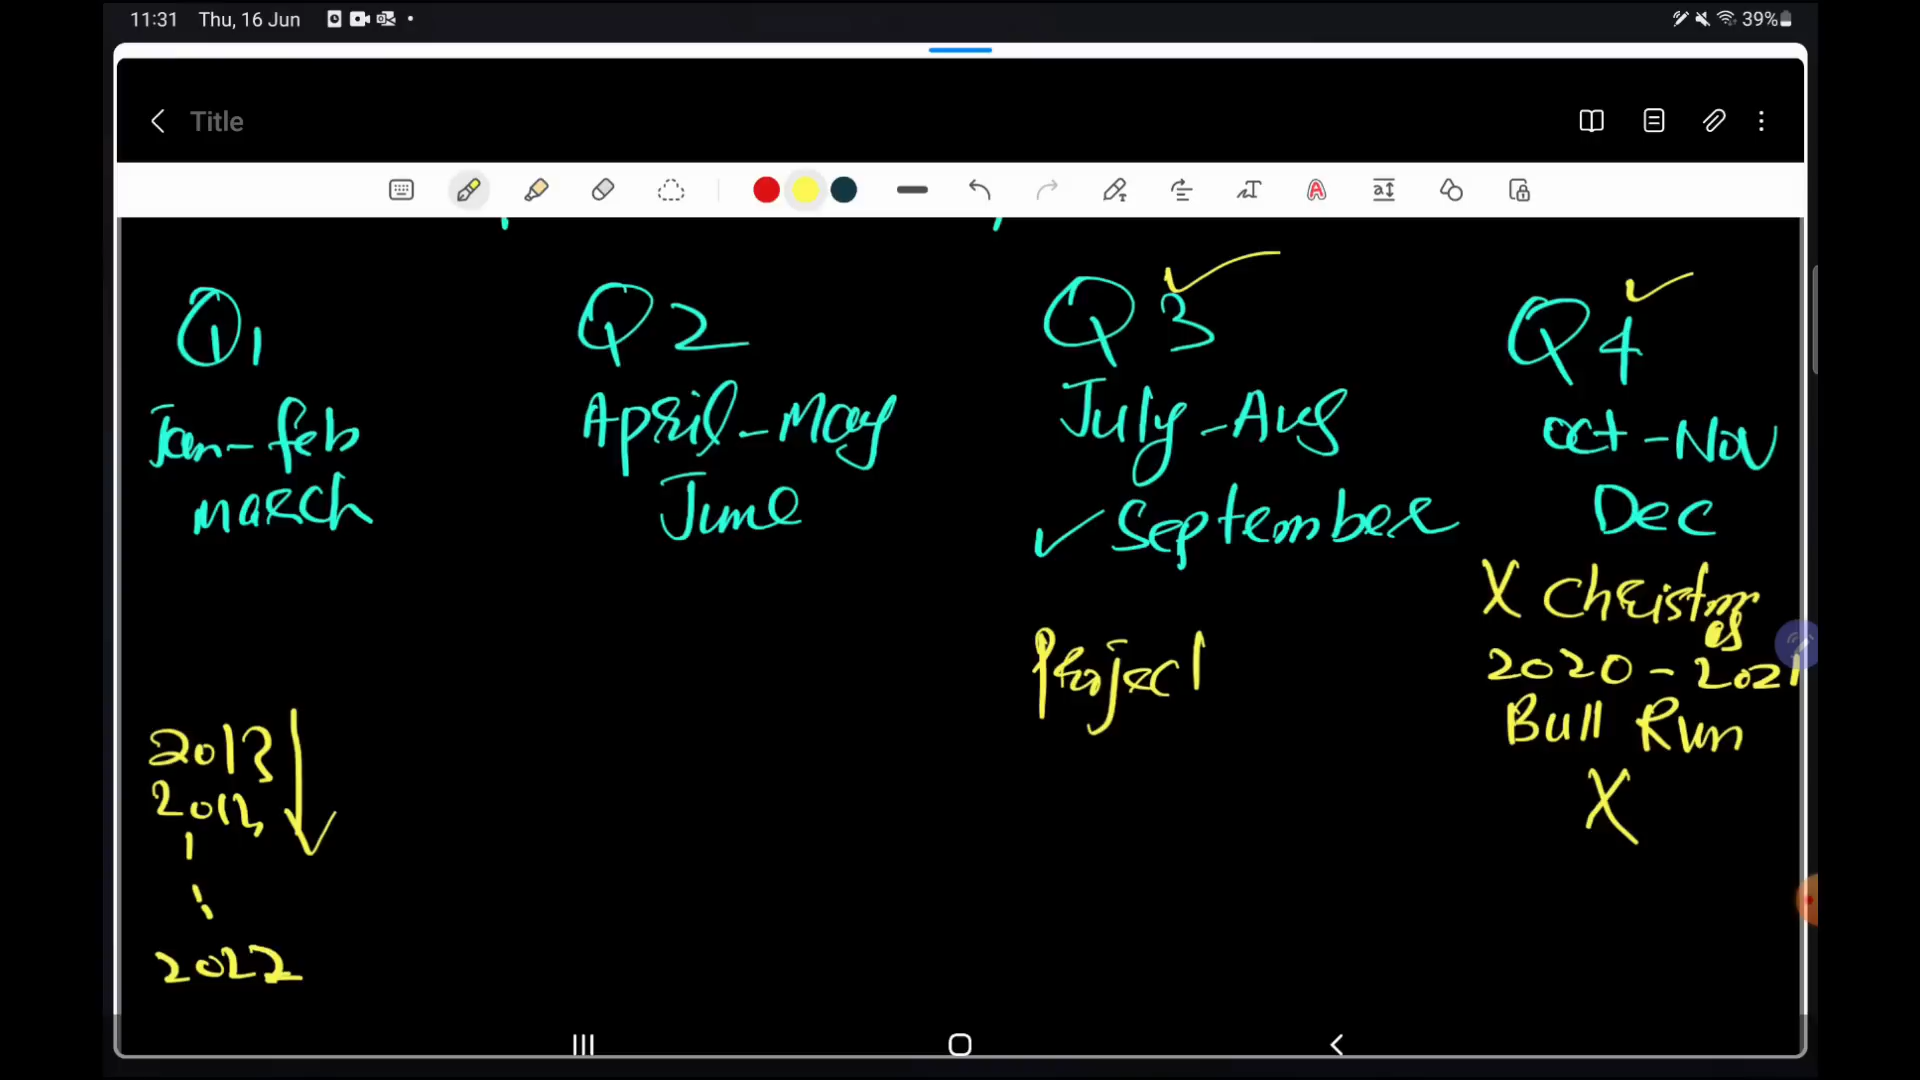 11:31 Thu, 16 Jun 39%
Title
Q1 Q2 Q3 Q4
Jan-feb April-May July-Aug oct-Nov
march June ✓ September Dec
X Christmas
Project 2020-2021
2013 Bull Run
2012 X
2022